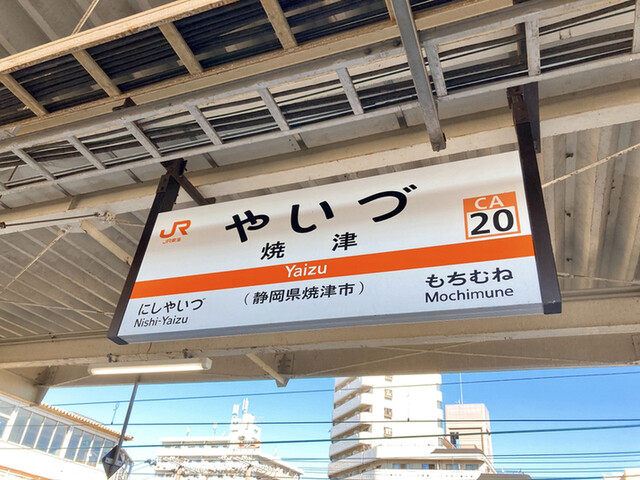 JR
JR東海
やいづ
CA
20
焼津
Yaizu
にしやいづ
Nishi-Yaizu
(静岡県焼津市)
もちむね
Mochimune